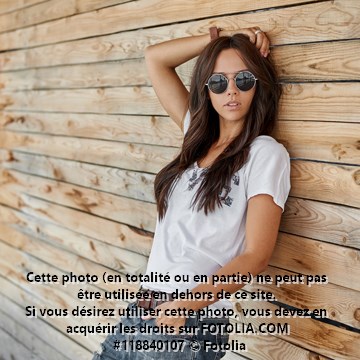 Cette photo (en totalité ou en partie) ne peut pas
être utilisée en dehors de ce site.
Si vous désirez utiliser cette photo, vous devez en
acquérir les droits sur FOTOLIA.COM
#118840107 © Fotolia